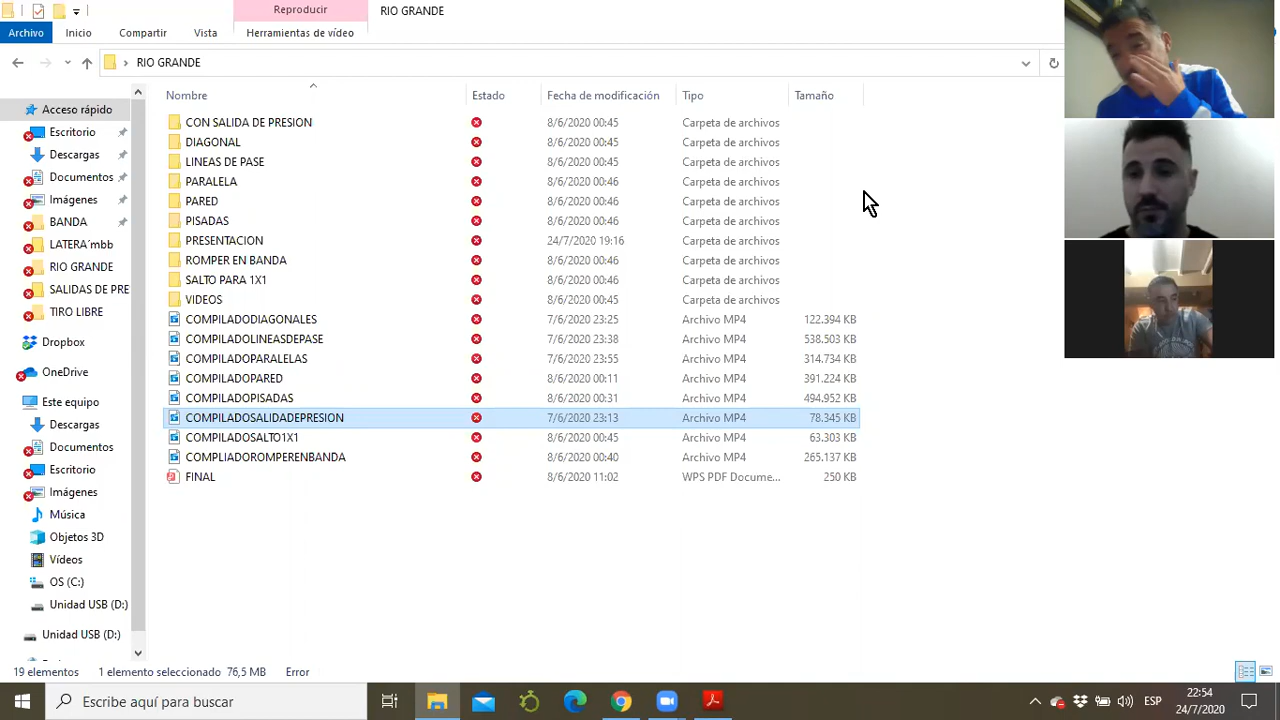 Reproducir
RIO GRANDE
Archivo
Inicio
Compartir
Vista
Herramientas de vídeo
RIO GRANDE
Nombre
Estado
Fecha de modificación
Tipo
Tamaño
Acceso rápido
Escritorio
Descargas
Documentos
Imágenes
BANDA
LATERA´mbb
RIO GRANDE
SALIDAS DE PRE
TIRO LIBRE
Dropbox
OneDrive
Este equipo
Descargas
Documentos
Escritorio
Imágenes
Música
Objetos 3D
Vídeos
OS (C:)
Unidad USB (D:)
Unidad USB (D:)
CON SALIDA DE PRESION 8/6/2020 00:45 Carpeta de archivos
DIAGONAL 8/6/2020 00:45 Carpeta de archivos
LINEAS DE PASE 8/6/2020 00:45 Carpeta de archivos
PARALELA 8/6/2020 00:46 Carpeta de archivos
PARED 8/6/2020 00:46 Carpeta de archivos
PISADAS 8/6/2020 00:46 Carpeta de archivos
PRESENTACION 24/7/2020 19:16 Carpeta de archivos
ROMPER EN BANDA 8/6/2020 00:46 Carpeta de archivos
SALTO PARA 1X1 8/6/2020 00:46 Carpeta de archivos
VIDEOS 8/6/2020 00:45 Carpeta de archivos
COMPILADODIAGONALES 7/6/2020 23:25 Archivo MP4 122.394 KB
COMPILADOLINEASDEPASE 7/6/2020 23:38 Archivo MP4 538.503 KB
COMPILADOPARALELAS 7/6/2020 23:55 Archivo MP4 314.734 KB
COMPILADOPARED 8/6/2020 00:11 Archivo MP4 391.224 KB
COMPILADOPISADAS 8/6/2020 00:31 Archivo MP4 494.952 KB
COMPILADOSALIDADEPRESION 7/6/2020 23:13 Archivo MP4 78.345 KB
COMPILADOSALTO1X1 8/6/2020 00:45 Archivo MP4 63.303 KB
COMPLIADOROMPERENBANDA 8/6/2020 00:40 Archivo MP4 265.137 KB
FINAL 8/6/2020 11:02 WPS PDF Docume... 250 KB
19 elementos
1 elemento seleccionado 76,5 MB
Error
Escribe aquí para buscar
ESP
22:54
24/7/2020